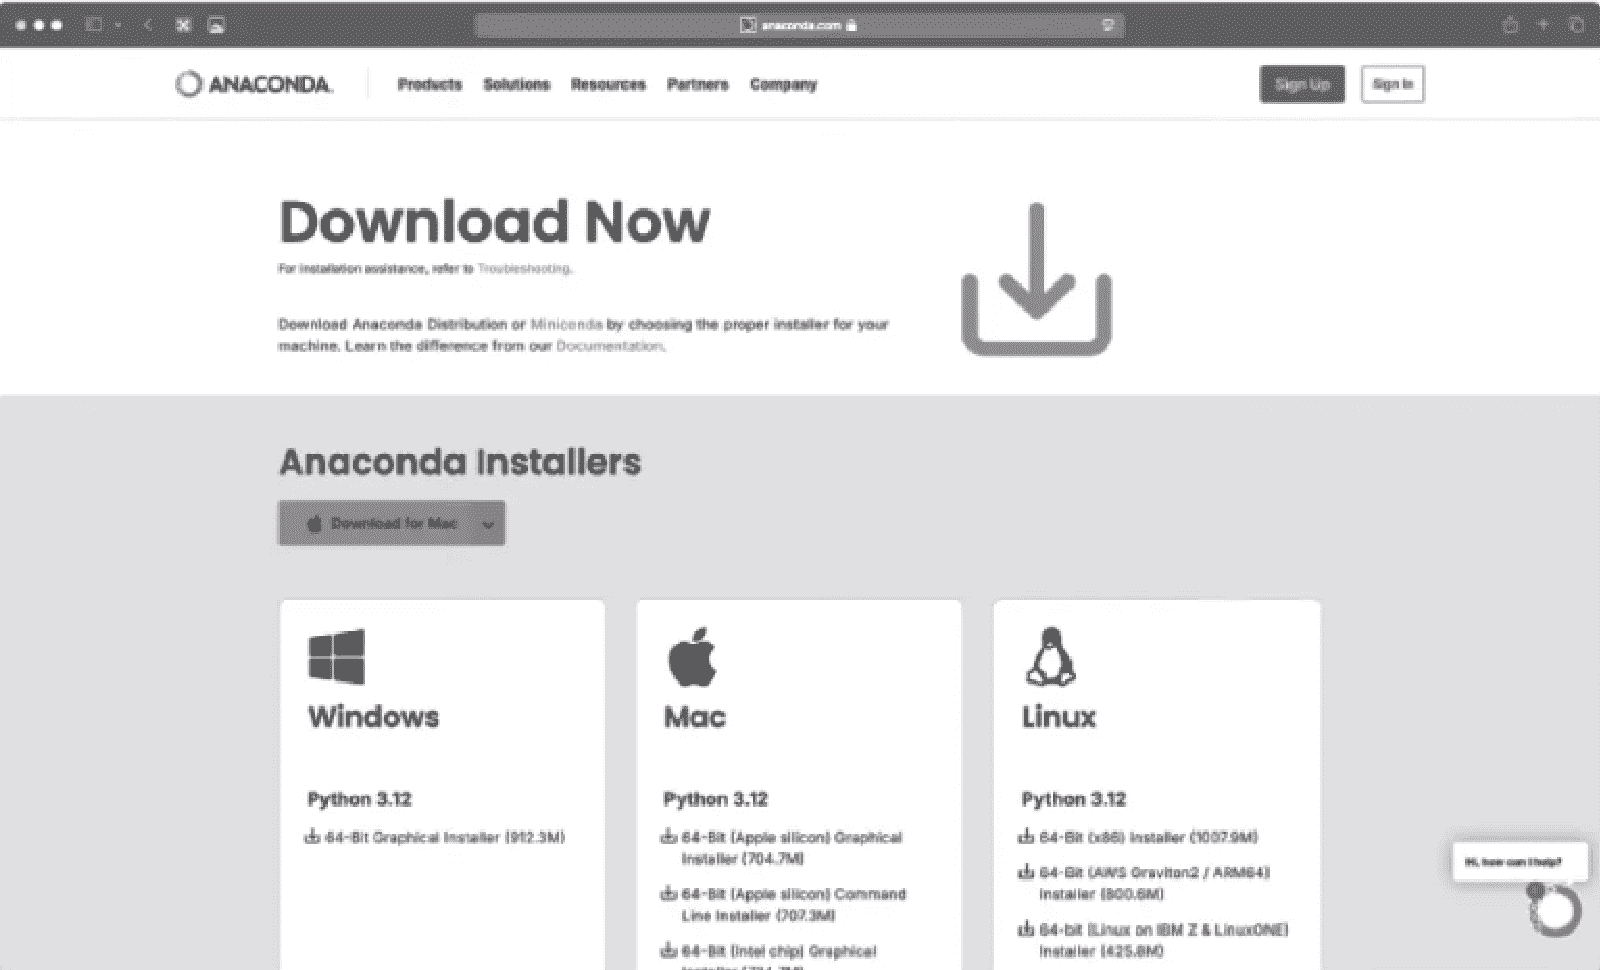 anaconda.com
ANACONDA.
Products Solutions Resources Partners Company
Sign Up
Sign In
Download Now
For installation assistance, refer to Troubleshooting.
Download Anaconda Distribution or Miniconda by choosing the proper installer for your
machine. Learn the difference from our Documentation.
Anaconda Installers
Download for Mac
Windows
Python 3.12
64-Bit Graphical Installer (912.3M)
Mac
Python 3.12
64-Bit (Apple silicon) Graphical
Installer (704.7M)
64-Bit (Apple silicon) Command
Line Installer (707.3M)
64-Bit (Intel chip) Graphical
Linux
Python 3.12
64-Bit (x86) Installer (1007.9M)
64-Bit (AWS Graviton2 / ARM64)
Installer (800.6M)
64-bit (Linux on IBM Z & LinuxONE)
Installer (425.8M)
Hi, how can I help?